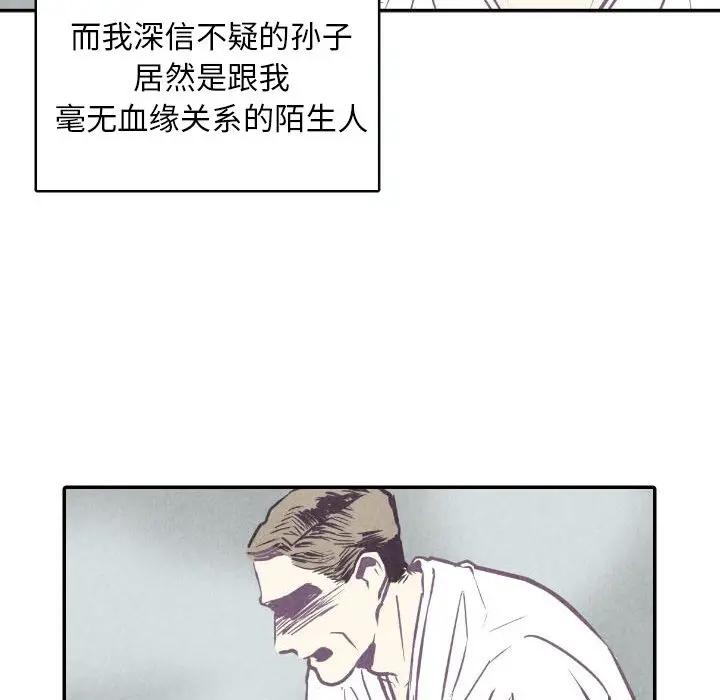 而我深信不疑的孙子
居然是跟我
毫无血缘关系的陌生人